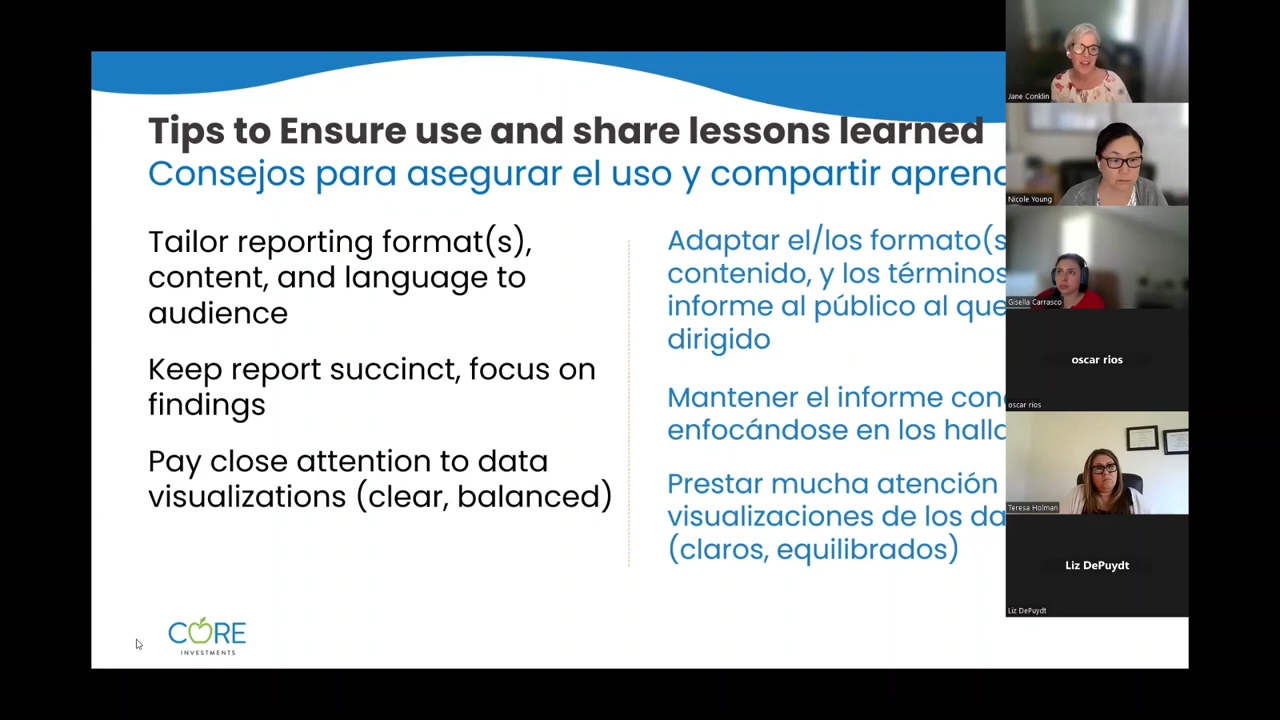 Tips to Ensure use and share lessons learned
Consejos para asegurar el uso y compartir
Tailor reporting format(s),
content, and language to
audience
Keep report succinct, focus on
findings
Pay close attention to data
visualizations (clear, balanced)
Adaptar el/los formato(s
contenido, y los términos
informe al público al que
dirigido
Mantener el informe
enfocándose en los
Prestar mucha atención
visualizaciones de los
(claros, equilibrados)
CORE
INVESTMENTS
Jane Conklin
Nicole Young
Gisella Carrasco
oscar rios
oscar rios
Teresa Holman
Liz DePuydt
Liz DePuydt